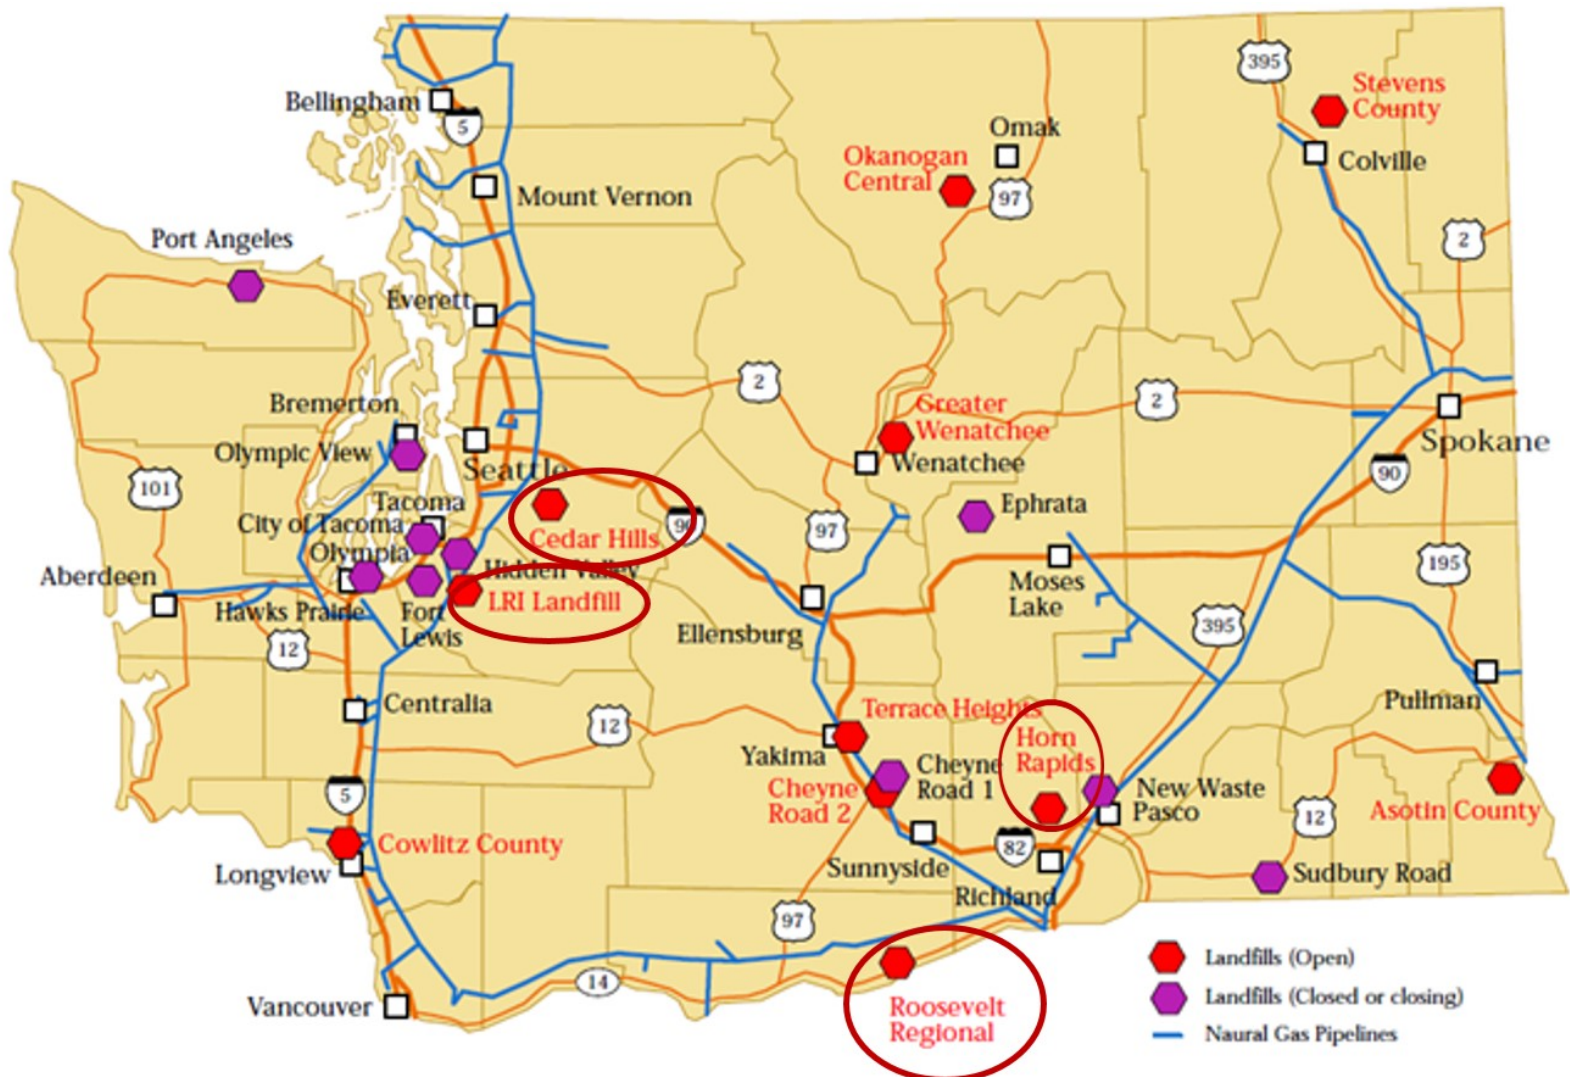 395
Stevens
County
Bellingham
5
Omak
Okanogan
Central
Colville
Mount Vernon
97
Port Angeles
2
Everett
2
2
Bremerton
Greater
Wenatchee
Olympic View
Seattle
Wenatchee
Spokane
90
101
Tacoma
City of Tacoma
Ephrata
Olympia
Cedar Hills
90
97
Aberdeen
Hidden Valley
Moses
Lake
195
Hawks Prairie
Fort
Lewis
LRI Landfill
Ellensburg
395
12
Centralia
Pullman
12
Terrace Heights
Yakima
Horn
Rapids
Cheyne
Road 1
Cheyne
Road 2
New Waste
Pasco
Asotin County
5
12
Cowlitz County
82
Longview
Sunnyside
Richland
Sudbury Road
97
Landfills (Open)
14
Landfills (Closed or closing)
Vancouver
Roosevelt
Regional
Naural Gas Pipelines